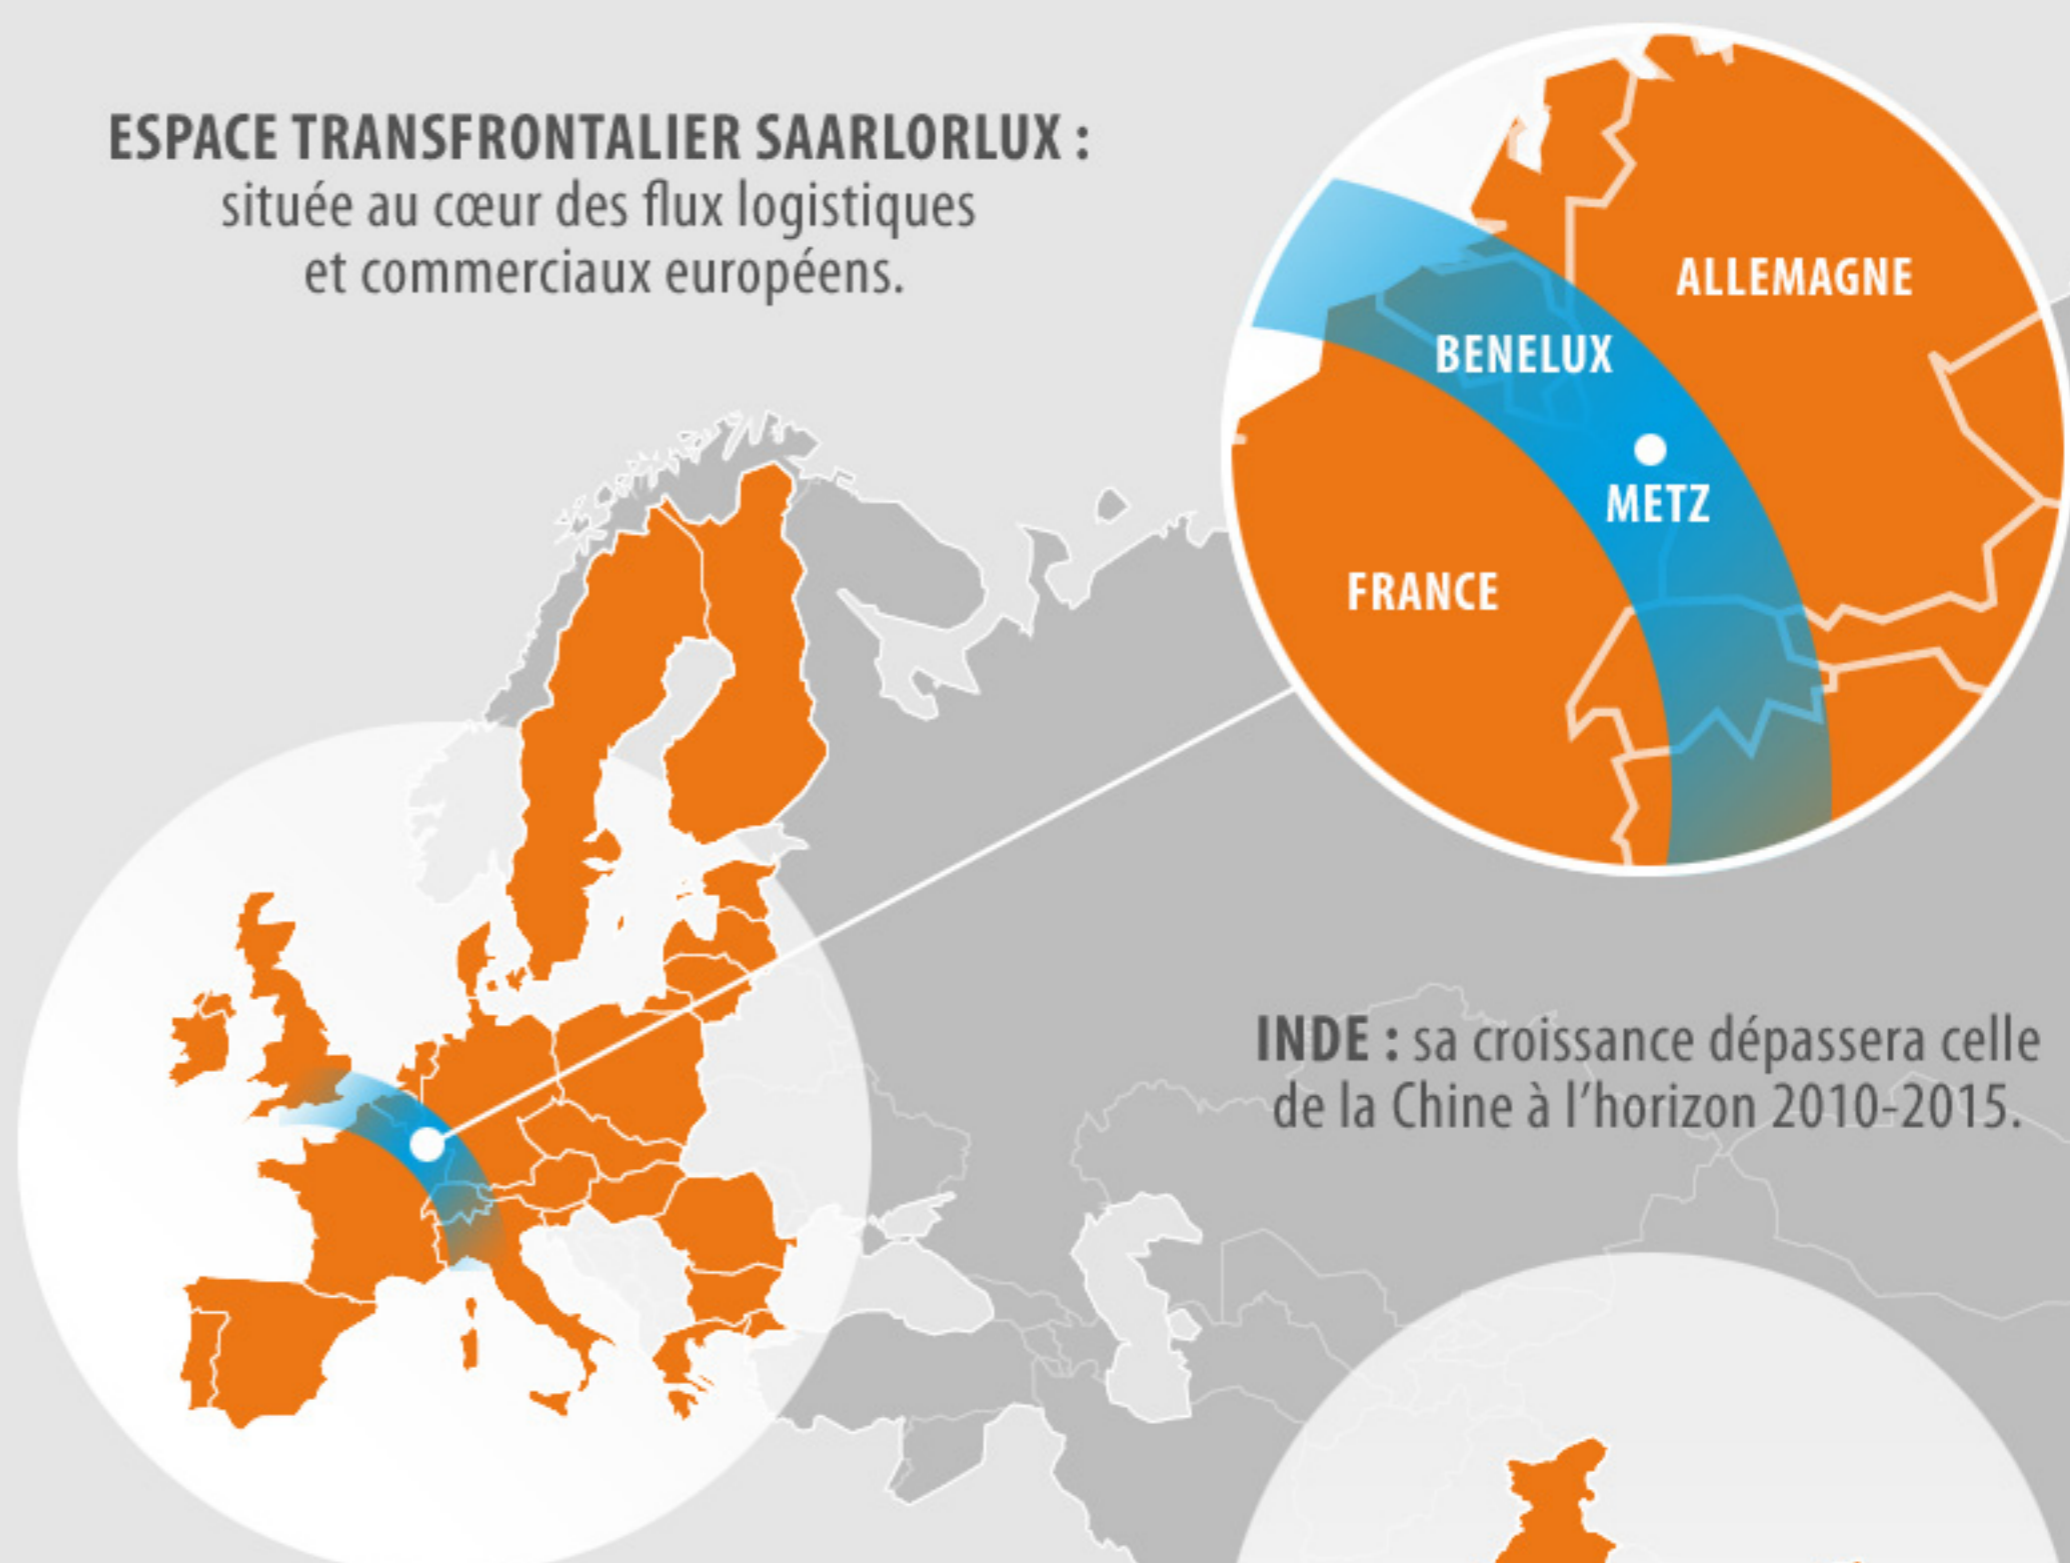 ESPACE TRANSFRONTALIER SAARLORLUX :
située au cœur des flux logistiques
et commerciaux européens.
ALLEMAGNE
BENELUX
METZ
FRANCE
INDE : sa croissance dépassera celle
de la Chine à l'horizon 2010-2015.